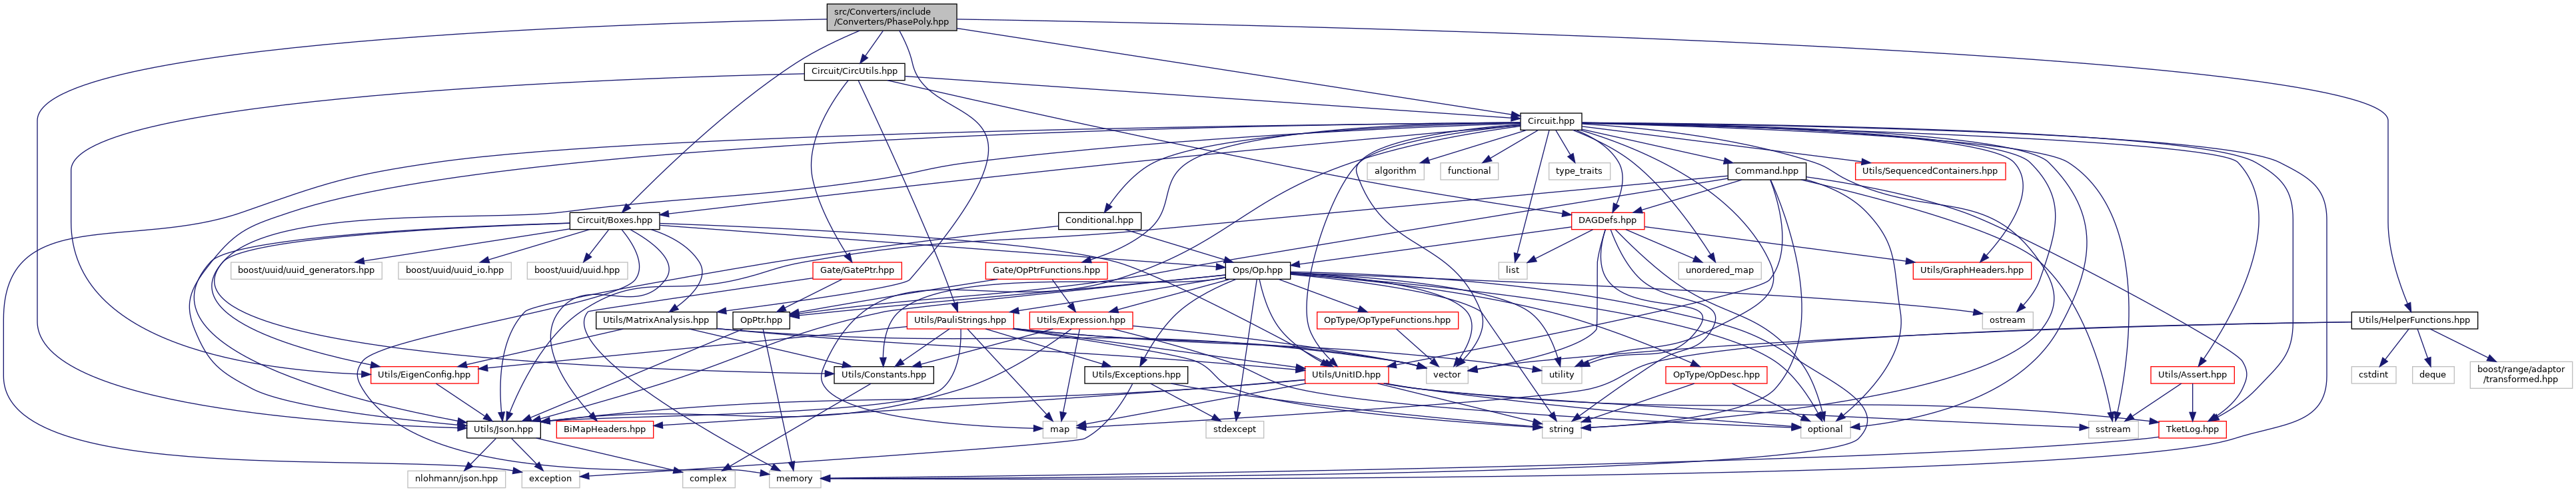 src/Converters/include
/Converters/PhasePoly.hpp
Circuit/CircUtils.hpp
Circuit.hpp
algorithm
functional
type_traits
Command.hpp
Utils/SequencedContainers.hpp
Circuit/Boxes.hpp
Conditional.hpp
DAGDefs.hpp
boost/uuid/uuid_generators.hpp
boost/uuid/uuid_io.hpp
boost/uuid/uuid.hpp
Gate/GatePtr.hpp
Gate/OpPtrFunctions.hpp
Ops/Op.hpp
list
unordered_map
Utils/GraphHeaders.hpp
Utils/MatrixAnalysis.hpp
OpPtr.hpp
Utils/PauliStrings.hpp
Utils/Expression.hpp
OpType/OpTypeFunctions.hpp
ostream
Utils/HelperFunctions.hpp
Utils/EigenConfig.hpp
Utils/Constants.hpp
Utils/Exceptions.hpp
Utils/UnitID.hpp
vector
utility
OpType/OpDesc.hpp
Utils/Assert.hpp
cstdint
deque
boost/range/adaptor
/transformed.hpp
Utils/Json.hpp
BiMapHeaders.hpp
map
stdexcept
string
optional
sstream
TketLog.hpp
nlohmann/json.hpp
exception
complex
memory